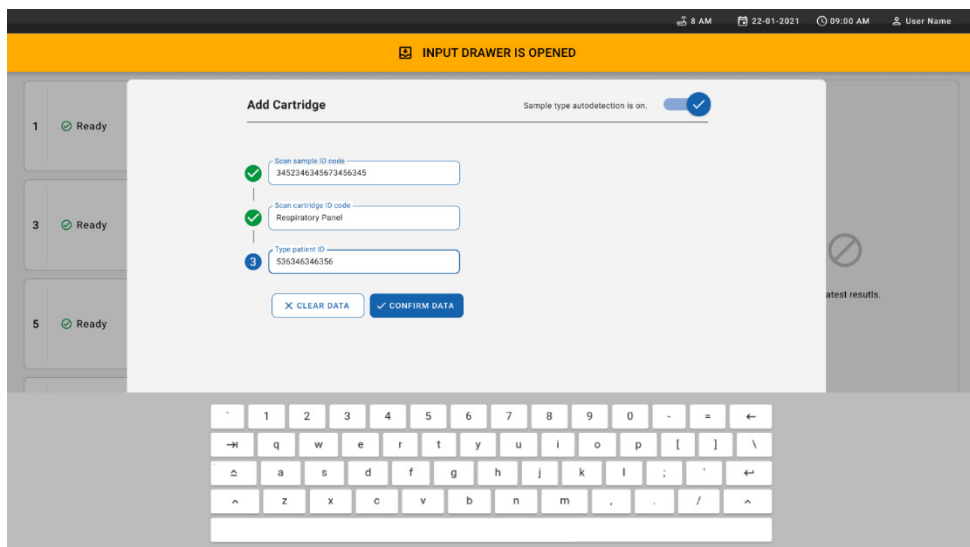 8 AM 22-01-2021 09:00 AM User Name
INPUT DRAWER IS OPENED
Add Cartridge
Sample type autodetection is on.
1 Ready
Scan sample ID code
3452346345673456345
Scan cartridge ID code
Respiratory Panel
3 Ready
3 Type patient ID
536346346356
atest resutls.
CLEAR DATA CONFIRM DATA
5 Ready
` 1 2 3 4 5 6 7 8 9 0 - = ←
q w e r t y u i o p [ ] \
a s d f g h j k l ; '
z x c v b n m , . /